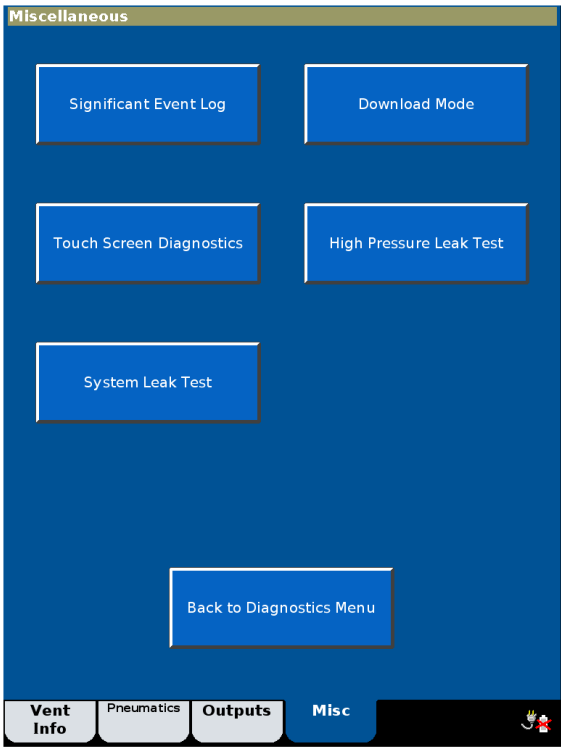 Miscellaneous
Significant Event Log
Download Mode
Touch Screen Diagnostics
High Pressure Leak Test
System Leak Test
Back to Diagnostics Menu
Vent
Info
Pneumatics
Outputs
Misc